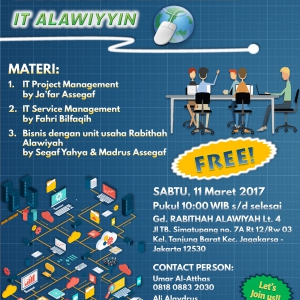 IT ALAWIYYIN
MATERI:
1. IT Project Management
by Ja'far Assegaf
2. IT Service Management
by Fahri Bilfaqih
3. Bisnis dengan unit usaha Rabithah
Alawiyah
by Segaf Yahya & Madrus Assegaf
FREE!
SABTU, 11 Maret 2017
Pukul 10:00 WIB s/d selesai
Gd. RABITHAH ALAWIYAH Lt. 4
Jl TB. Simatupang no. 7A Rt 12/Rw 03
Kel. Tanjung Barat Kec. Jagakarsa -
Jakarta 12530
CONTACT PERSON:
Umar Al-Atthas
0818 0883 2030
Ali Alaydrus
Let's
join us!!